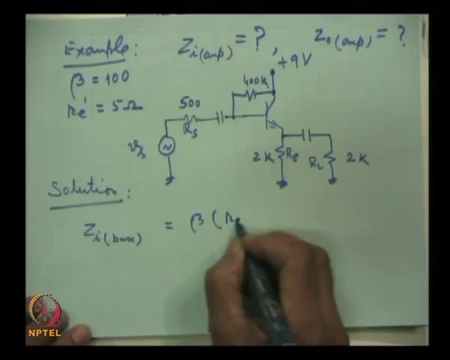 Example: Zi(amp) = ? Zo(amp) = ?
β = 100
re' = 5Ω
+9V
400K
500
Rs
vs
2K RE
RL 2K
Solution:
Zi(base) = β (re
NPTEL